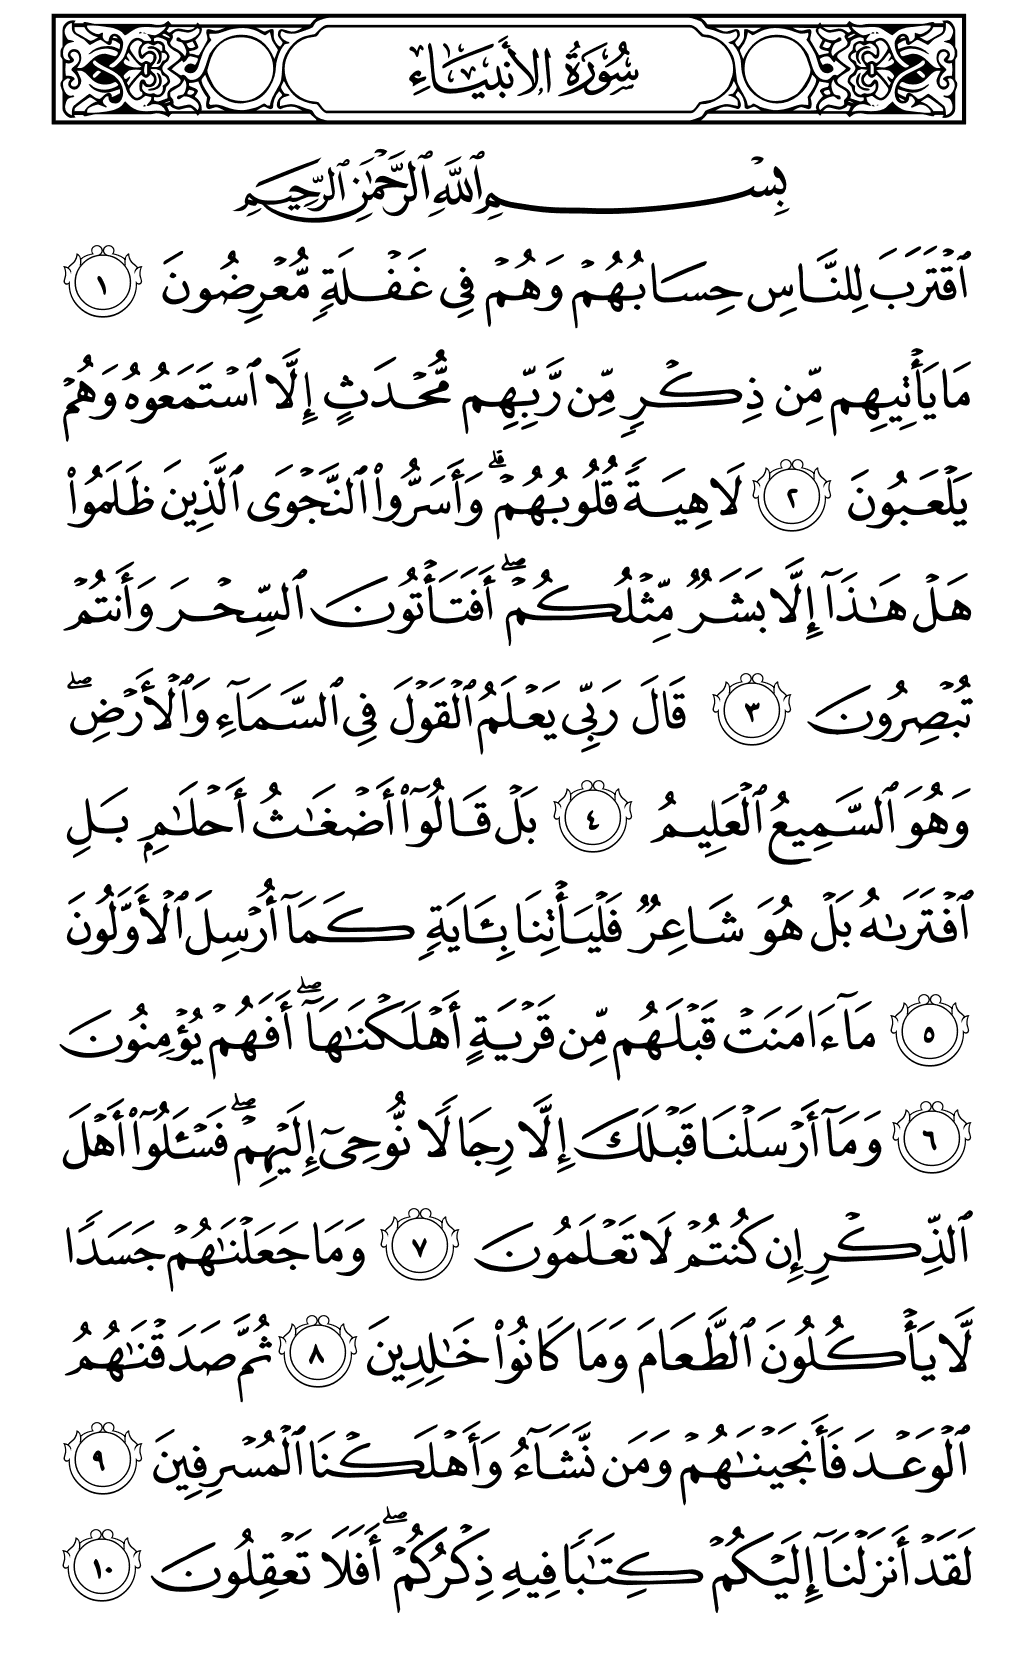 سُورَةُ الأَنبِيَاءِ
بِسْمِ ٱللَّهِ ٱلرَّحْمَٰنِ ٱلرَّحِيمِ
ٱقْتَرَبَ لِلنَّاسِ حِسَابُهُمْ وَهُمْ فِى غَفْلَةٍ مُّعْرِضُونَ ١
مَا يَأْتِيهِم مِّن ذِكْرٍ مِّن رَّبِّهِم مُّحْدَثٍ إِلَّا ٱسْتَمَعُوهُ وَهُمْ
يَلْعَبُونَ ٢ لَاهِيَةً قُلُوبُهُمْ ۗ وَأَسَرُّوا۟ ٱلنَّجْوَى ٱلَّذِينَ ظَلَمُوا۟
هَلْ هَٰذَآ إِلَّا بَشَرٌ مِّثْلُكُمْ ۖ أَفَتَأْتُونَ ٱلسِّحْرَ وَأَنتُمْ
تُبْصِرُونَ ٣ قَالَ رَبِّى يَعْلَمُ ٱلْقَوْلَ فِى ٱلسَّمَآءِ وَٱلْأَرْضِ ۖ
وَهُوَ ٱلسَّمِيعُ ٱلْعَلِيمُ ٤ بَلْ قَالُوٓا۟ أَضْغَٰثُ أَحْلَٰمٍۭ بَلِ
ٱفْتَرَىٰهُ بَلْ هُوَ شَاعِرٌ فَلْيَأْتِنَا بِـَٔايَةٍ كَمَآ أُرْسِلَ ٱلْأَوَّلُونَ
٥ مَآ ءَامَنَتْ قَبْلَهُم مِّن قَرْيَةٍ أَهْلَكْنَٰهَآ ۖ أَفَهُمْ يُؤْمِنُونَ
٦ وَمَآ أَرْسَلْنَا قَبْلَكَ إِلَّا رِجَالًا نُّوحِىٓ إِلَيْهِمْ ۖ فَسْـَٔلُوٓا۟ أَهْلَ
ٱلذِّكْرِ إِن كُنتُمْ لَا تَعْلَمُونَ ٧ وَمَا جَعَلْنَٰهُمْ جَسَدًا
لَّا يَأْكُلُونَ ٱلطَّعَامَ وَمَا كَانُوا۟ خَٰلِدِينَ ٨ ثُمَّ صَدَقْنَٰهُمُ
ٱلْوَعْدَ فَأَنجَيْنَٰهُمْ وَمَن نَّشَآءُ وَأَهْلَكْنَا ٱلْمُسْرِفِينَ ٩
لَقَدْ أَنزَلْنَآ إِلَيْكُمْ كِتَٰبًا فِيهِ ذِكْرُكُمْ ۖ أَفَلَا تَعْقِلُونَ ١٠